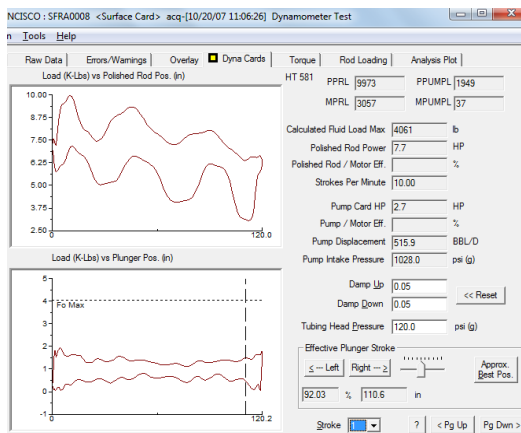 NCISCO : SFRA0008 <Surface Card> acq-[10/20/07 11:06:26] Dynamometer Test
n Tools Help
Raw Data Errors/Warnings Overlay Dyna Cards Torque Rod Loading Analysis Plot
Load (K-Lbs) vs Polished Rod Pos. (in)
10.00
8.75
7.50
6.25
5.00
3.75
2.50
0 120.0
Load (K-Lbs) vs Plunger Pos. (in)
5
4
3
2
1
0
-1
Fo Max
0 120.2
HT 581 PPRL 9973 PPUMPL 1949
MPRL 3057 MPUMPL 37
Calculated Fluid Load Max 4061 lb
Polished Rod Power 7.7 HP
Polished Rod / Motor Eff. %
Strokes Per Minute 10.00
Pump Card HP 2.7 HP
Pump / Motor Eff. %
Pump Displacement 515.9 BBL/D
Pump Intake Pressure 1028.0 psi (g)
Damp Up 0.05
Damp Down 0.05
<< Reset
Tubing Head Pressure 120.0 psi (g)
Effective Plunger Stroke
< -- Left Right -- >
Approx. Best Pos.
92.03 % 110.6 in
Stroke 1 ? < Pg Up Pg Dwn >